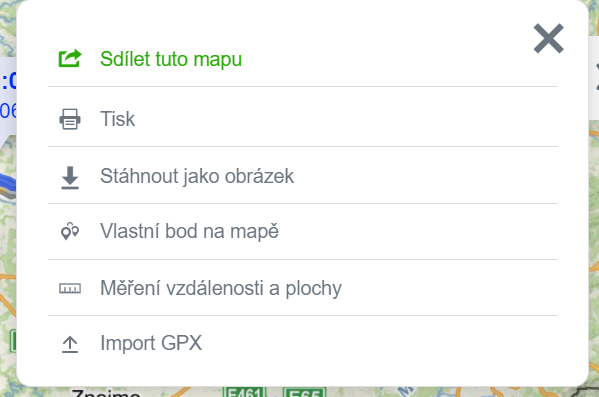 Sdílet tuto mapu
Tisk
Stáhnout jako obrázek
Vlastní bod na mapě
Měření vzdálenosti a plochy
Import GPX